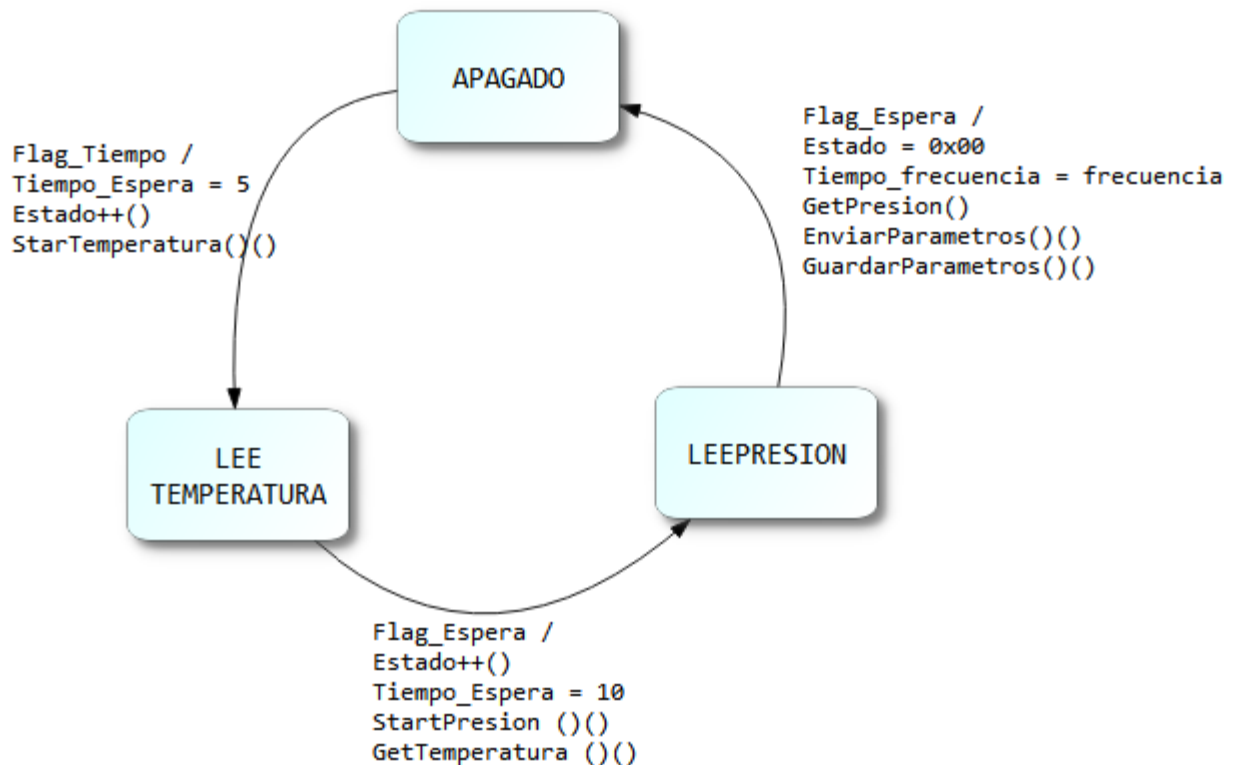 APAGADO
Flag_Espera /
Estado = 0x00
Tiempo_frecuencia = frecuencia
GetPresion()
EnviarParametros()()
GuardarParametros()()
Flag_Tiempo /
Tiempo_Espera = 5
Estado++()
StarTemperatura()()
LEE
TEMPERATURA
LEEPRESION
Flag_Espera /
Estado++()
Tiempo_Espera = 10
StartPresion ()()
GetTemperatura ()()